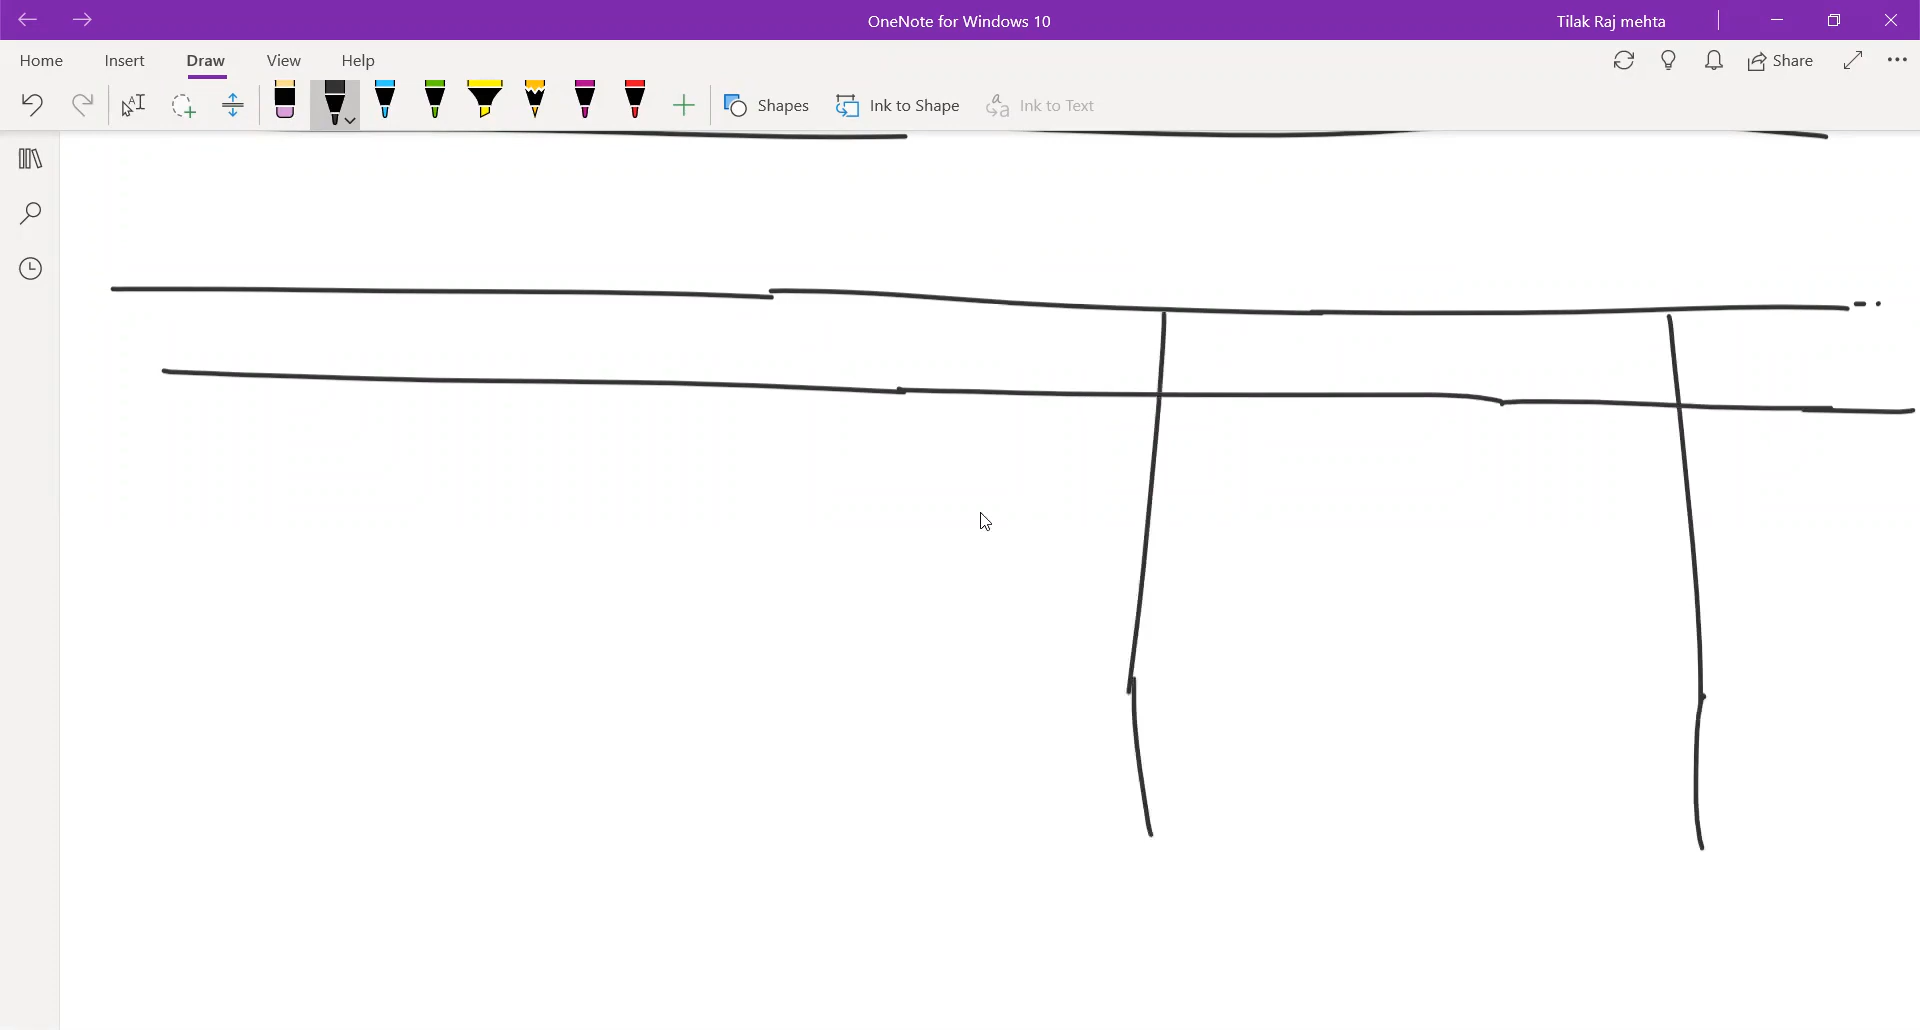 OneNote for Windows 10
Tilak Raj mehta
Home Insert Draw View Help
Share
Shapes Ink to Shape Ink to Text